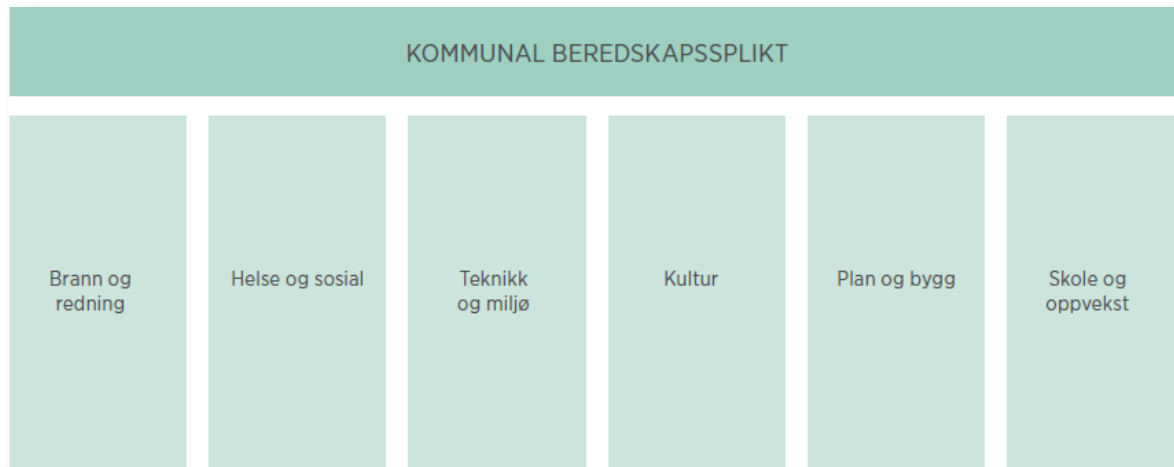 KOMMUNAL BEREDSKAPSSPLIKT
Brann og
redning
Helse og sosial
Teknikk
og miljø
Kultur
Plan og bygg
Skole og
oppvekst